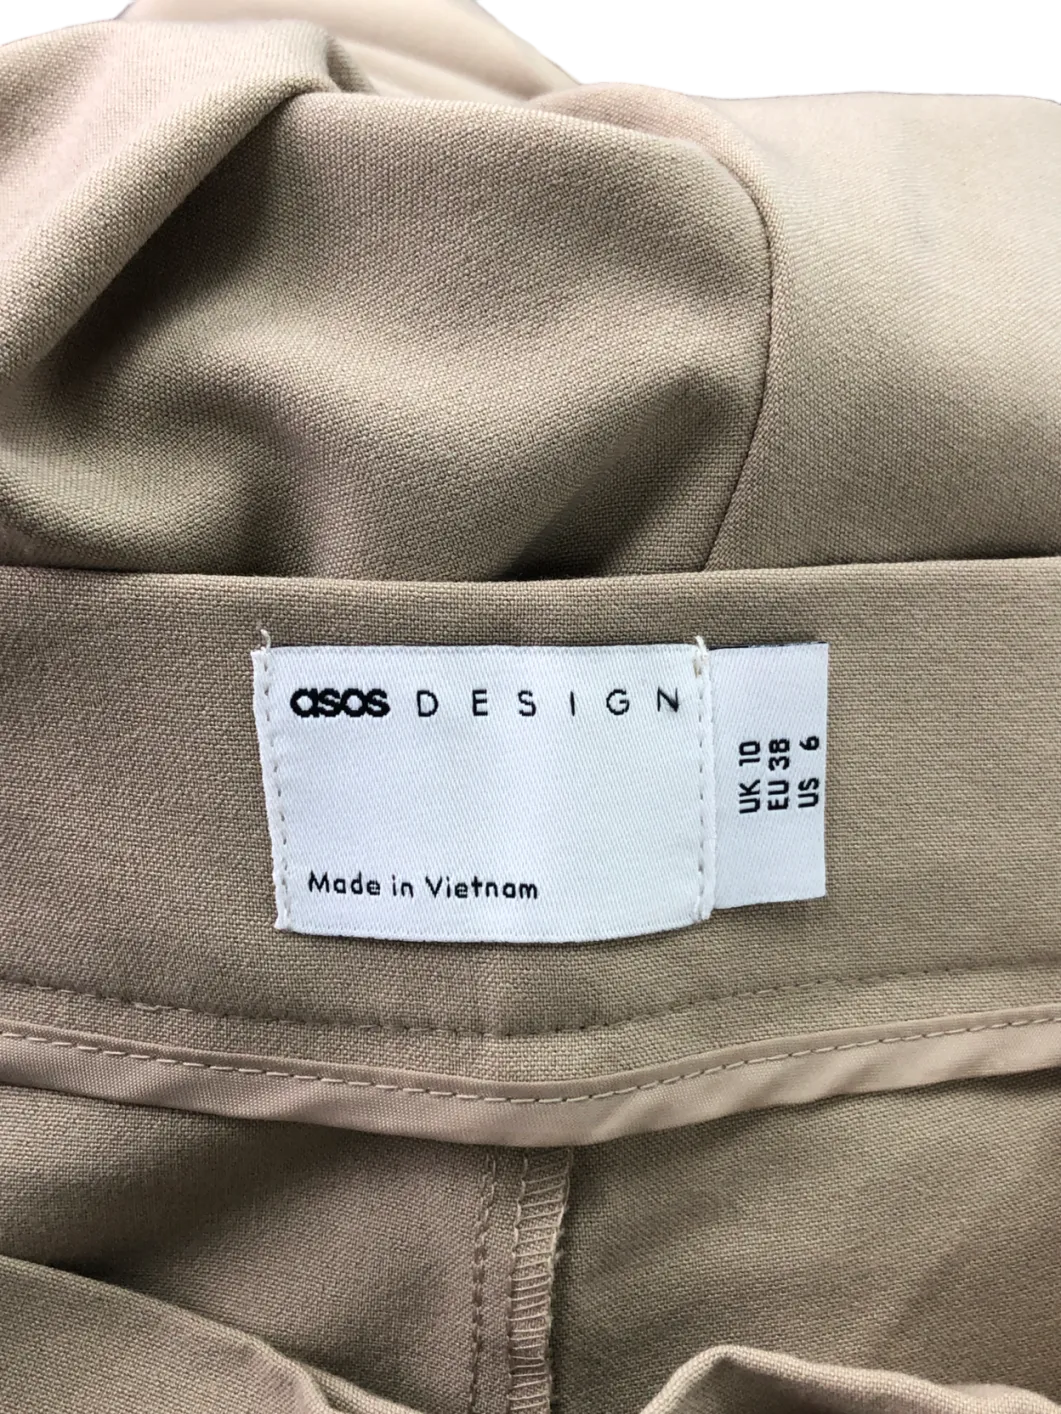 asos DESIGN
Made in Vietnam
UK 10
EU 38
US 6